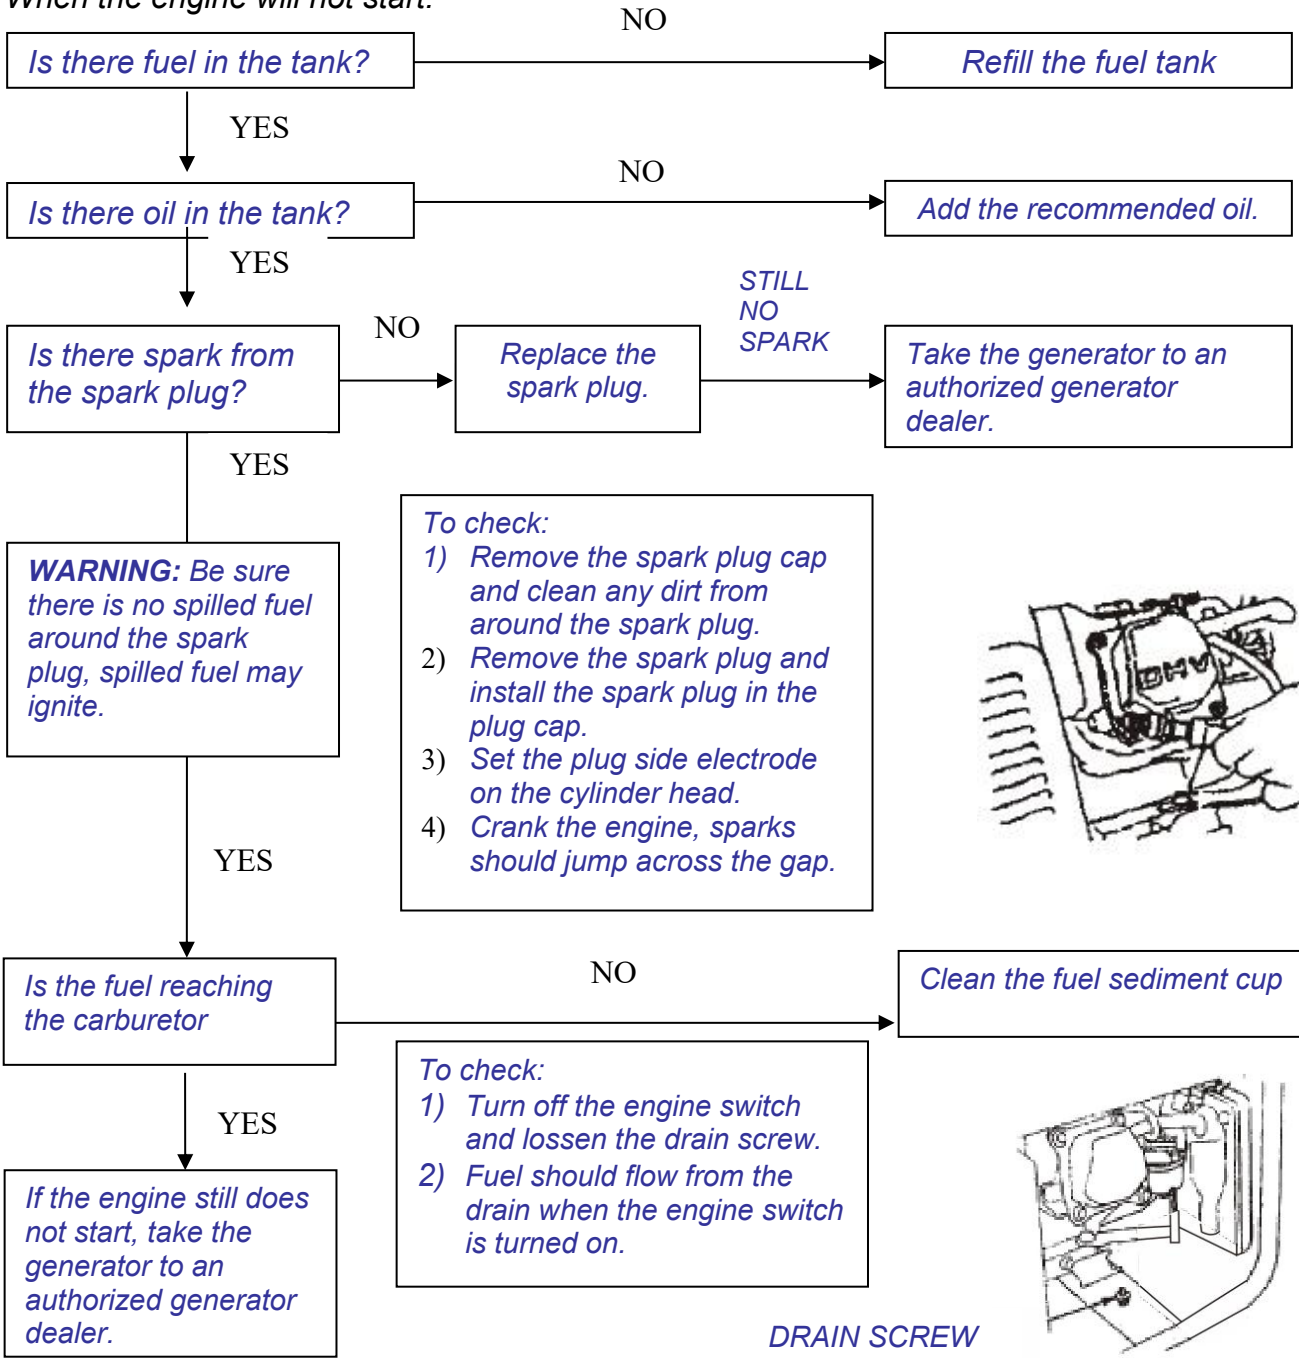 When the engine will not start:
NO
Is there fuel in the tank?
Refill the fuel tank
YES
NO
Is there oil in the tank?
Add the recommended oil.
YES
STILL
NO
SPARK
NO
Is there spark from
the spark plug?
Replace the
spark plug.
Take the generator to an
authorized generator
dealer.
YES
WARNING: Be sure
there is no spilled fuel
around the spark
plug, spilled fuel may
ignite.
To check:
1) Remove the spark plug cap
and clean any dirt from
around the spark plug.
2) Remove the spark plug and
install the spark plug in the
plug cap.
3) Set the plug side electrode
on the cylinder head.
4) Crank the engine, sparks
should jump across the gap.
OHV
YES
Is the fuel reaching
the carburetor
NO
Clean the fuel sediment cup
To check:
1) Turn off the engine switch
and lossen the drain screw.
2) Fuel should flow from the
drain when the engine switch
is turned on.
YES
If the engine still does
not start, take the
generator to an
authorized generator
dealer.
DRAIN SCREW